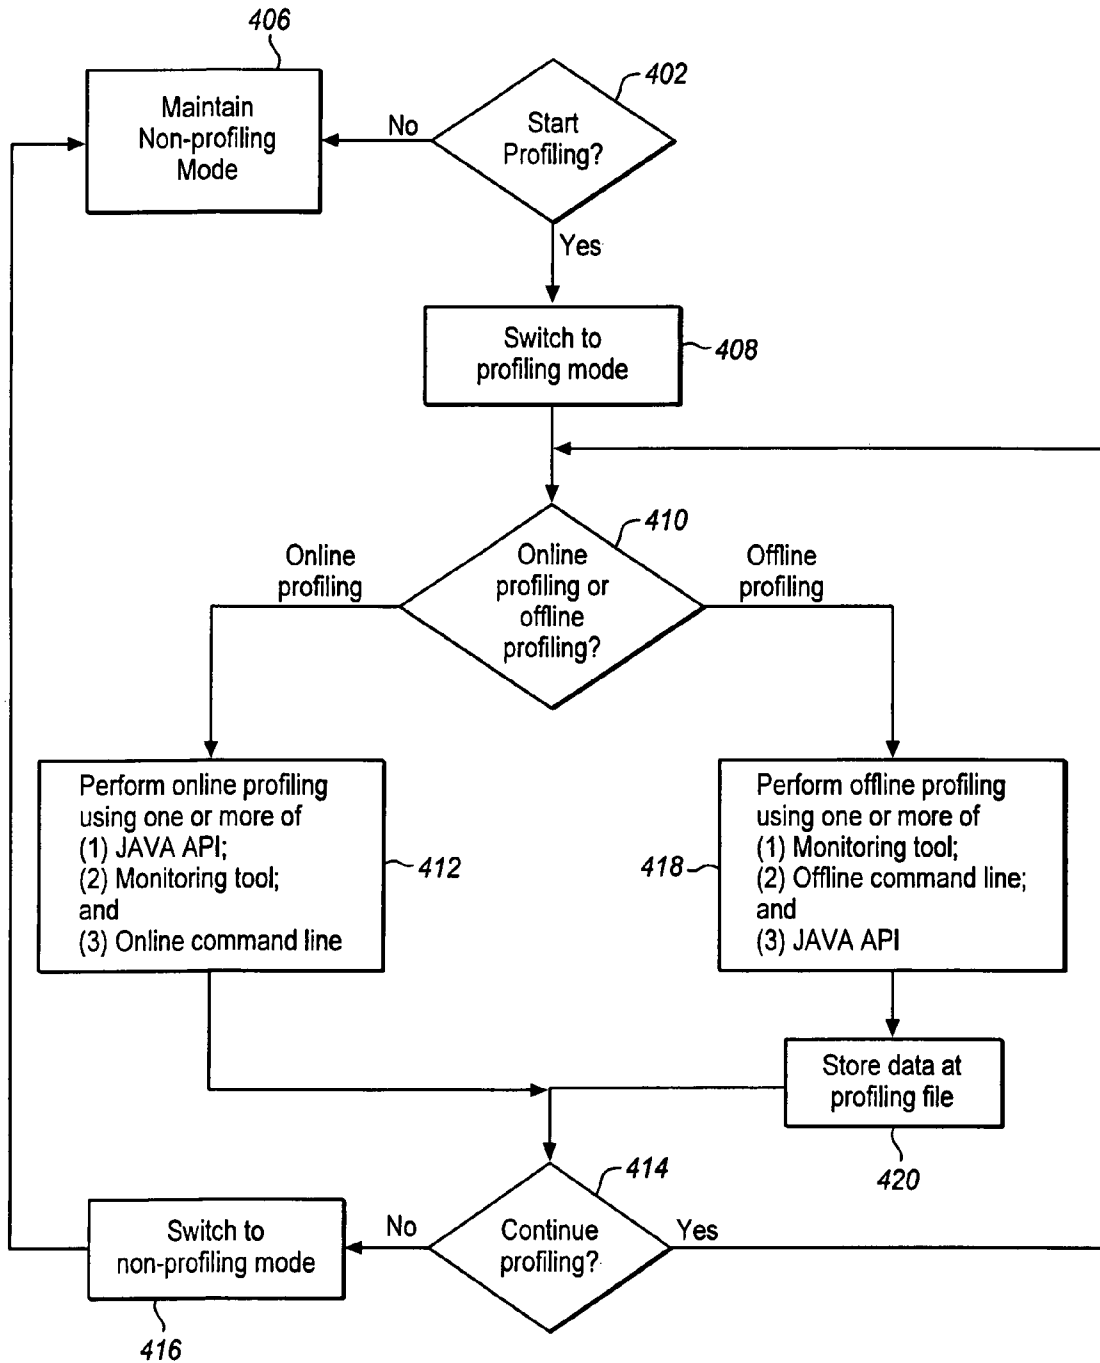 406
Maintain
Non-profiling
Mode
No
402
Start
Profiling?
Yes
Switch to
profiling mode
408
410
Online
profiling
Online
profiling or
offline
profiling?
Offline
profiling
Perform online profiling
using one or more of
(1) JAVA API;
(2) Monitoring tool;
and
(3) Online command line
412
418
Perform offline profiling
using one or more of
(1) Monitoring tool;
(2) Offline command line;
and
(3) JAVA API
Store data at
profiling file
420
414
Continue
profiling?
Yes
No
Switch to
non-profiling mode
416